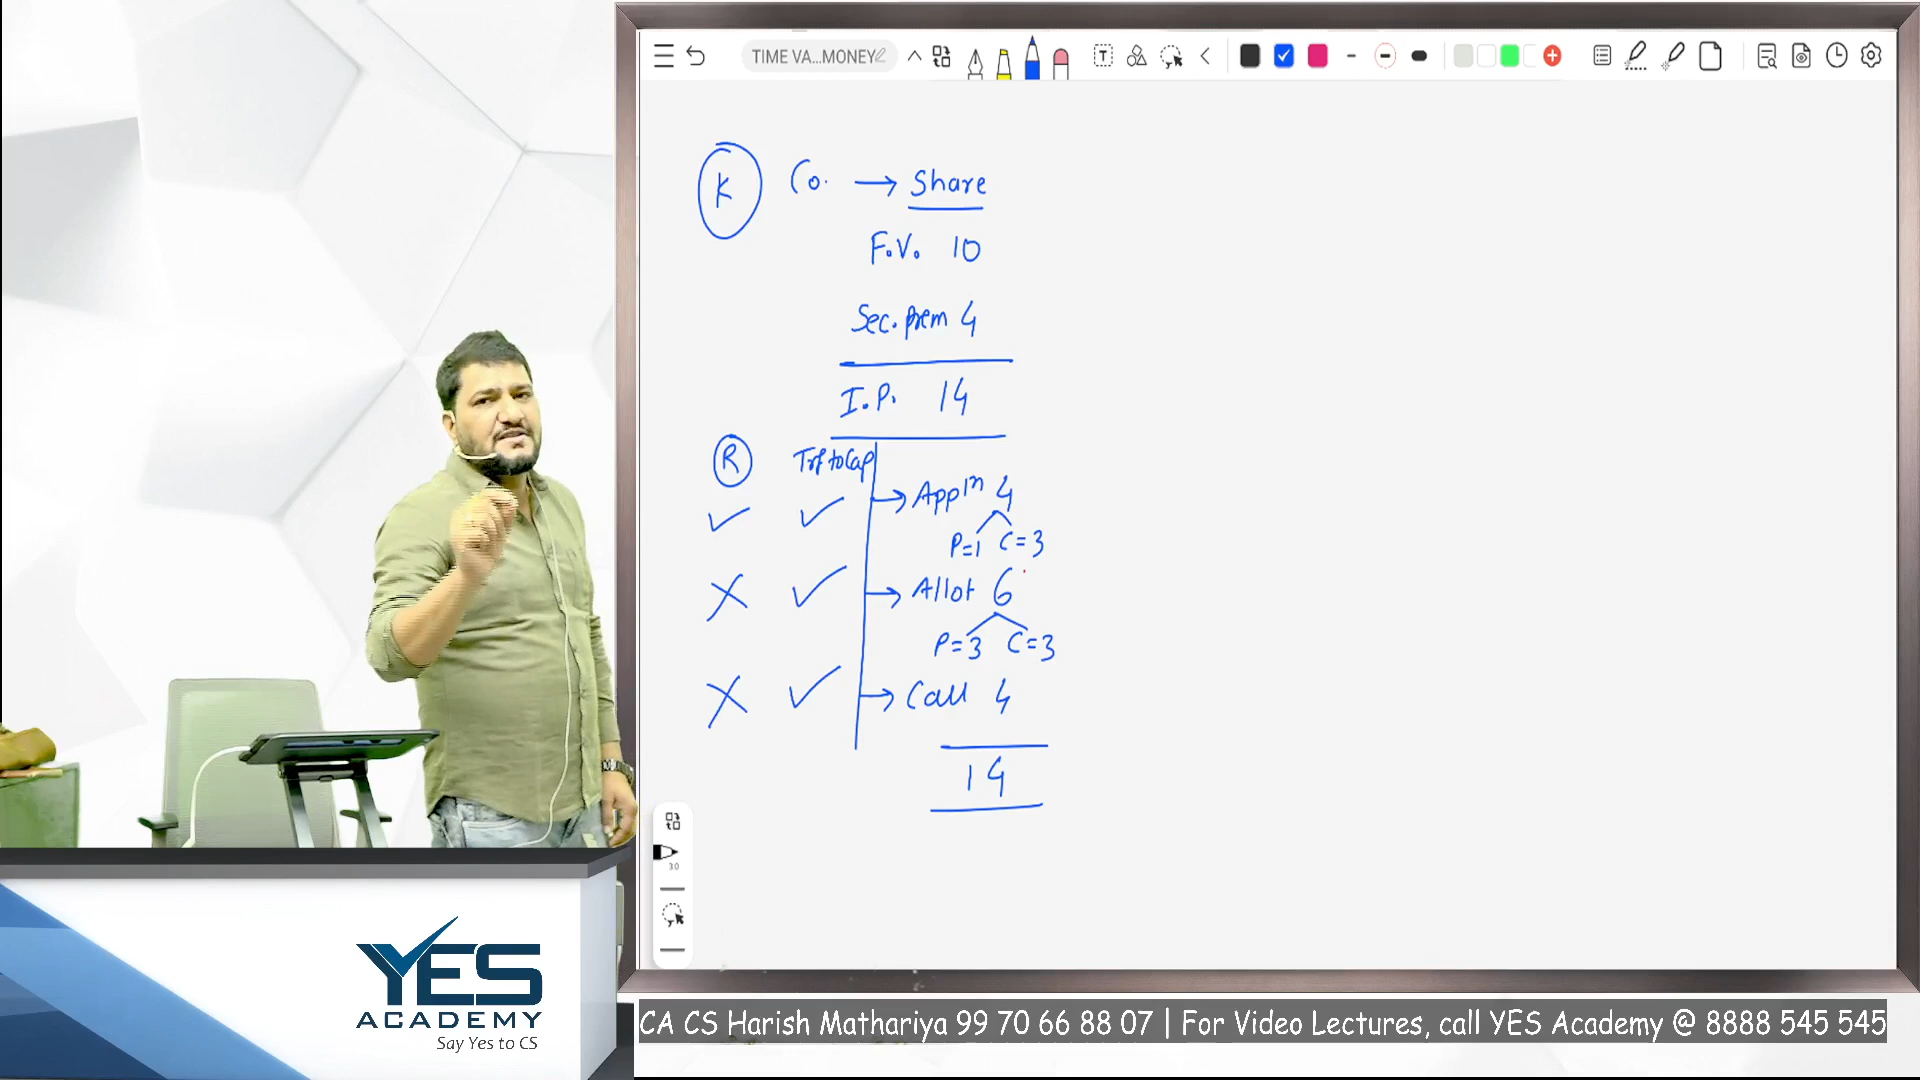 TIME VA...MONEY
K Co. → Share
F.V. 10
Sec. prem 4
I.P. 14
R Trf to Cap
✓ ✓ → Appln 4
P=1 C=3
X ✓ → Allot 6
P=3 C=3
X ✓ → Call 4
14
30
YES
ACADEMY
Say Yes to CS
CA CS Harish Mathariya 99 70 66 88 07 | For Video Lectures, call YES Academy @ 8888 545 545